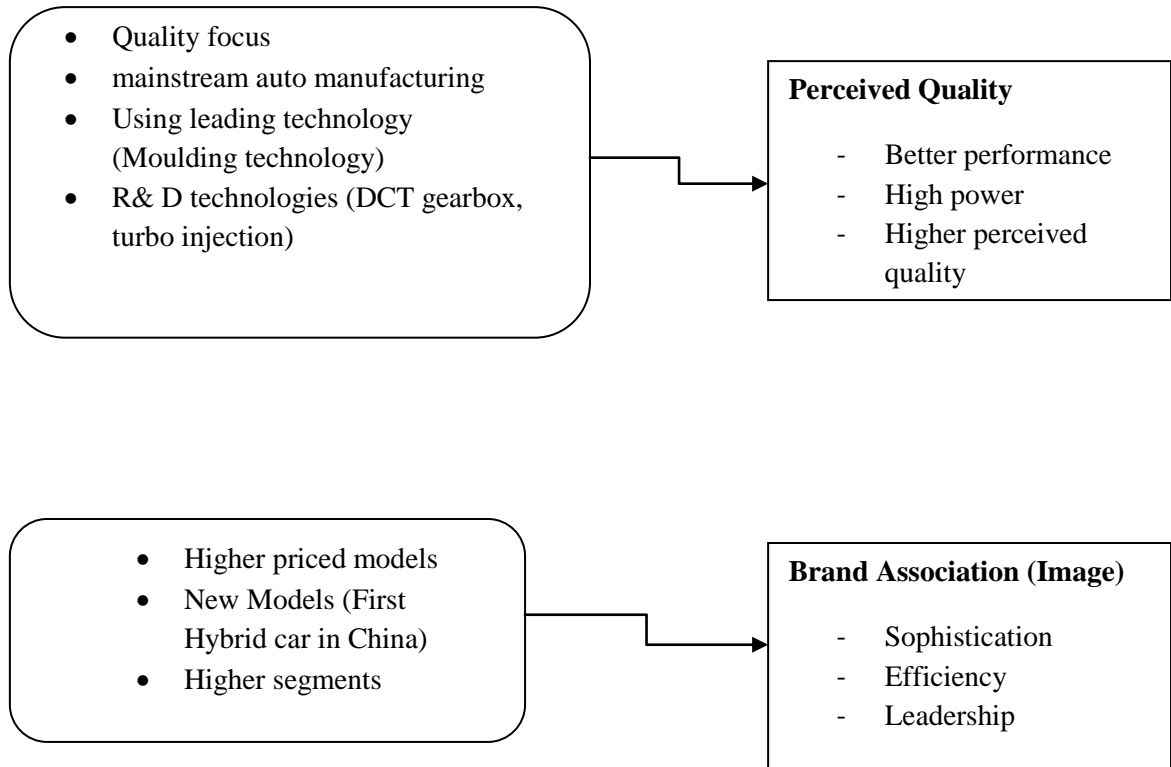 • Quality focus
• mainstream auto manufacturing
• Using leading technology
(Moulding technology)
• R& D technologies (DCT gearbox,
turbo injection)
Perceived Quality
- Better performance
- High power
- Higher perceived
quality
• Higher priced models
• New Models (First
Hybrid car in China)
• Higher segments
Brand Association (Image)
- Sophistication
- Efficiency
- Leadership